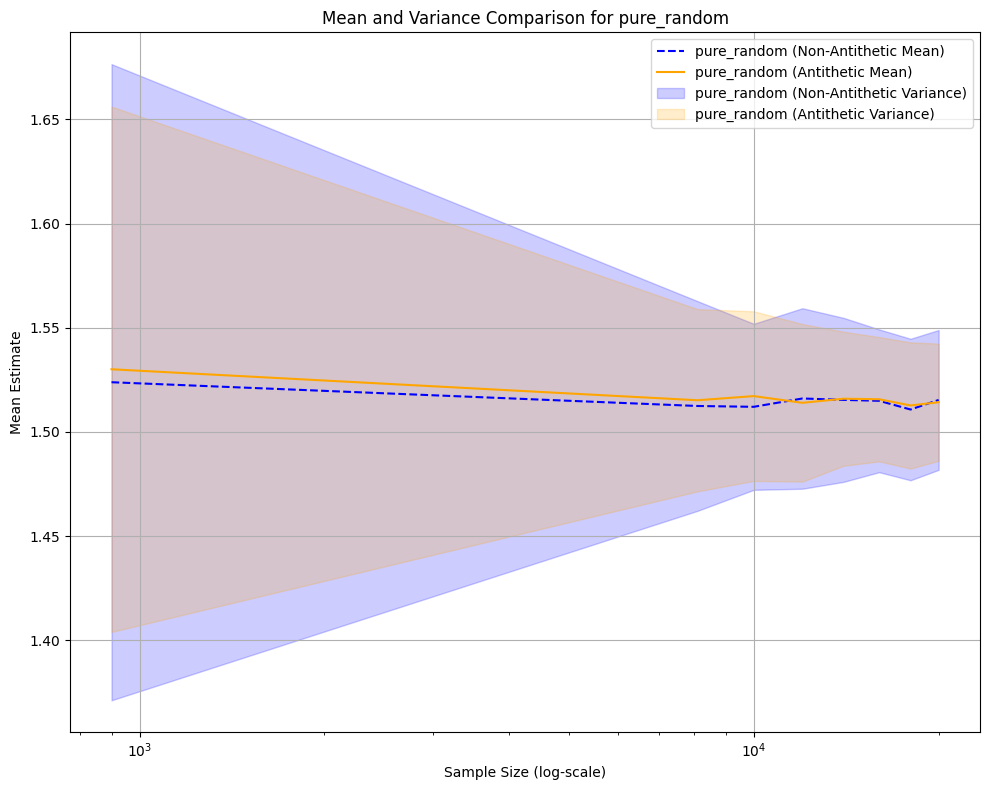 Mean and Variance Comparison for pure_random
pure_random (Non-Antithetic Mean)
pure_random (Antithetic Mean)
pure_random (Non-Antithetic Variance)
pure_random (Antithetic Variance)
Mean Estimate
1.65
1.60
1.55
1.50
1.45
1.40
10³
10⁴
Sample Size (log-scale)